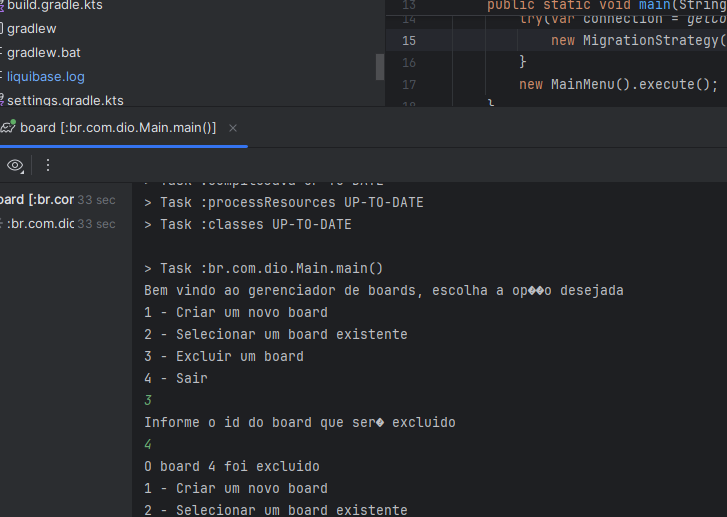 build.gradle.kts
gradlew
gradlew.bat
liquibase.log
settings.gradle.kts
13 public static void main(String
14 try(var connection = getCo
15 new MigrationStrategy(
16 }
17 new MainMenu().execute();
18 }
board [:br.com.dio.Main.main()] ×
oard [:br.cor 33 sec
:br.com.dic 33 sec
> Task :compileJava UP-TO-DATE
> Task :processResources UP-TO-DATE
> Task :classes UP-TO-DATE
> Task :br.com.dio.Main.main()
Bem vindo ao gerenciador de boards, escolha a op��o desejada
1 - Criar um novo board
2 - Selecionar um board existente
3 - Excluir um board
4 - Sair
3
Informe o id do board que ser� excluido
4
O board 4 foi excluido
1 - Criar um novo board
2 - Selecionar um board existente